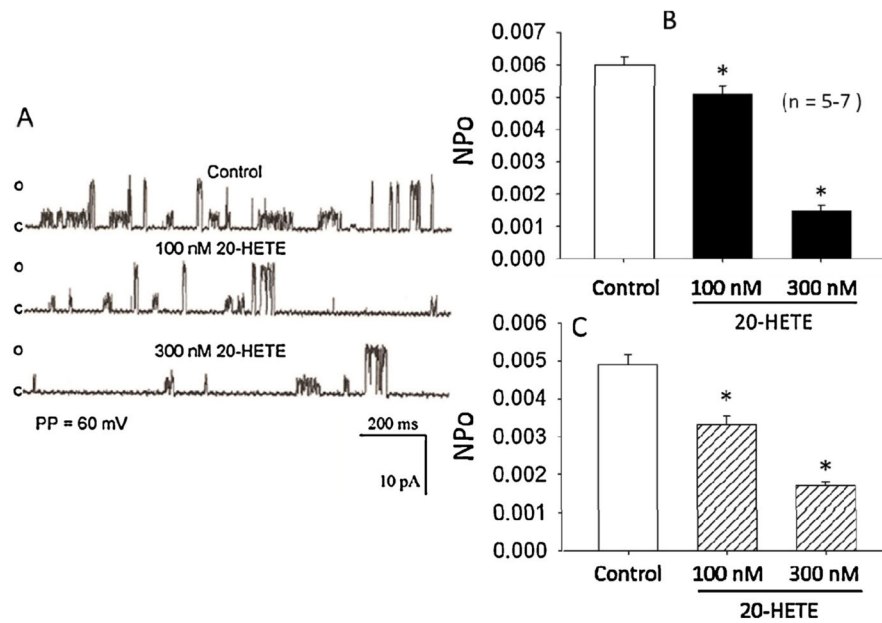 A
Control
o
c
100 nM 20-HETE
o
c
300 nM 20-HETE
o
c
PP = 60 mV
200 ms
10 pA
B
0.007
0.006
0.005
0.004
0.003
0.002
0.001
0.000
NPo
*
*
(n = 5-7 )
Control
100 nM
300 nM
20-HETE
C
0.006
0.005
0.004
0.003
0.002
0.001
0.000
NPo
*
*
Control
100 nM
300 nM
20-HETE